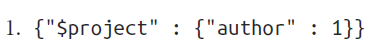 1. {"$project" : {"author" : 1}}